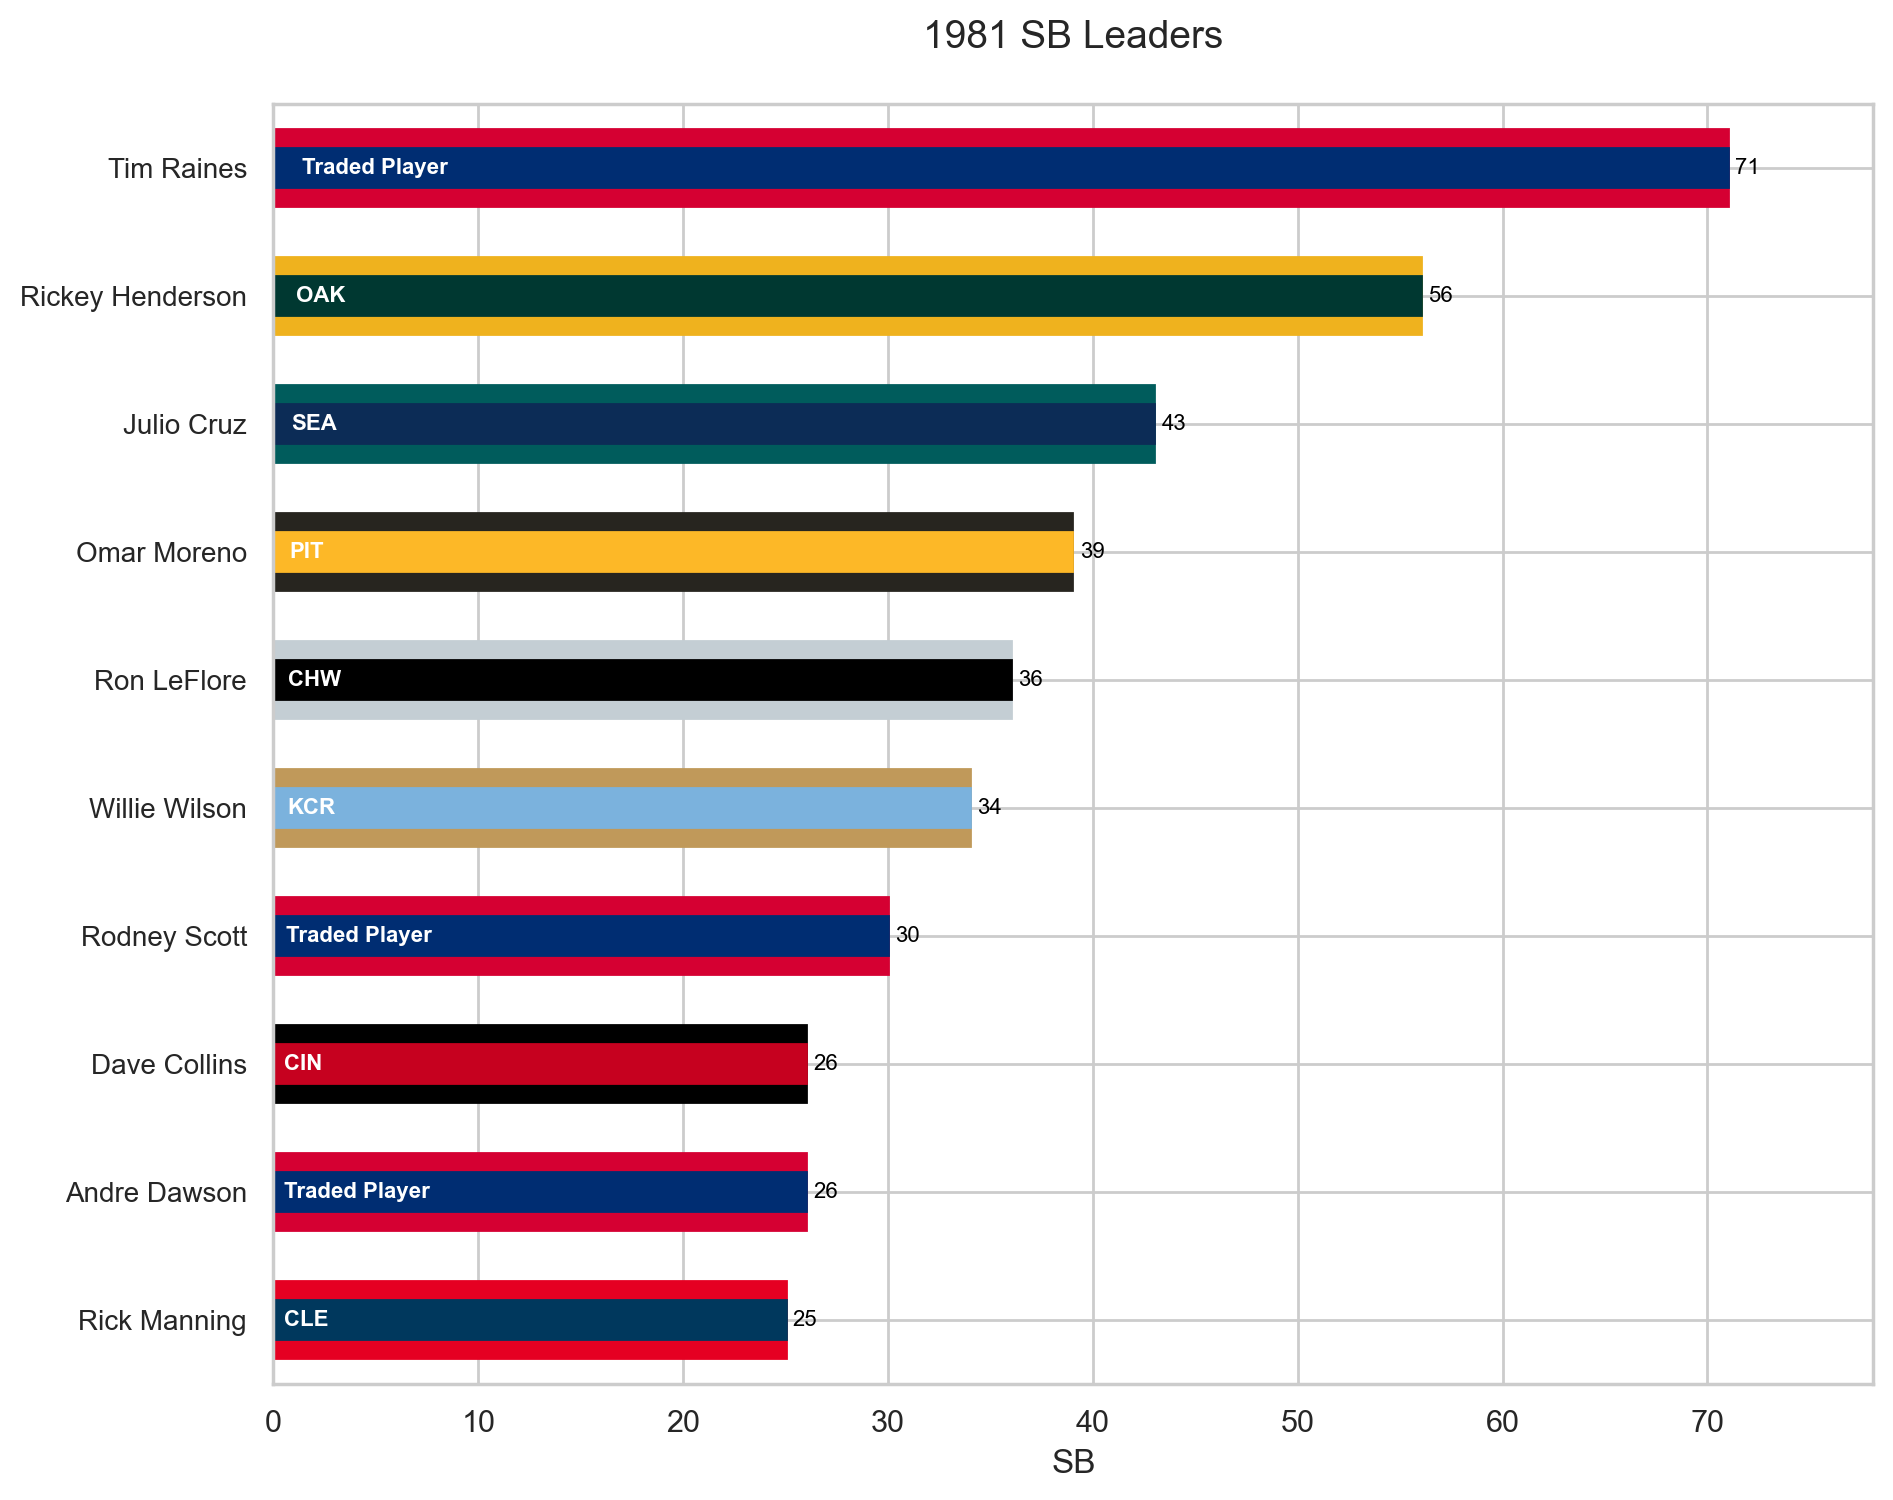 1981 SB Leaders
Tim Raines
Traded Player
71
Rickey Henderson
OAK
56
Julio Cruz
SEA
43
Omar Moreno
PIT
39
Ron LeFlore
CHW
36
Willie Wilson
KCR
34
Rodney Scott
Traded Player
30
Dave Collins
CIN
26
Andre Dawson
Traded Player
26
Rick Manning
CLE
25
0 10 20 30 40 50 60 70
SB